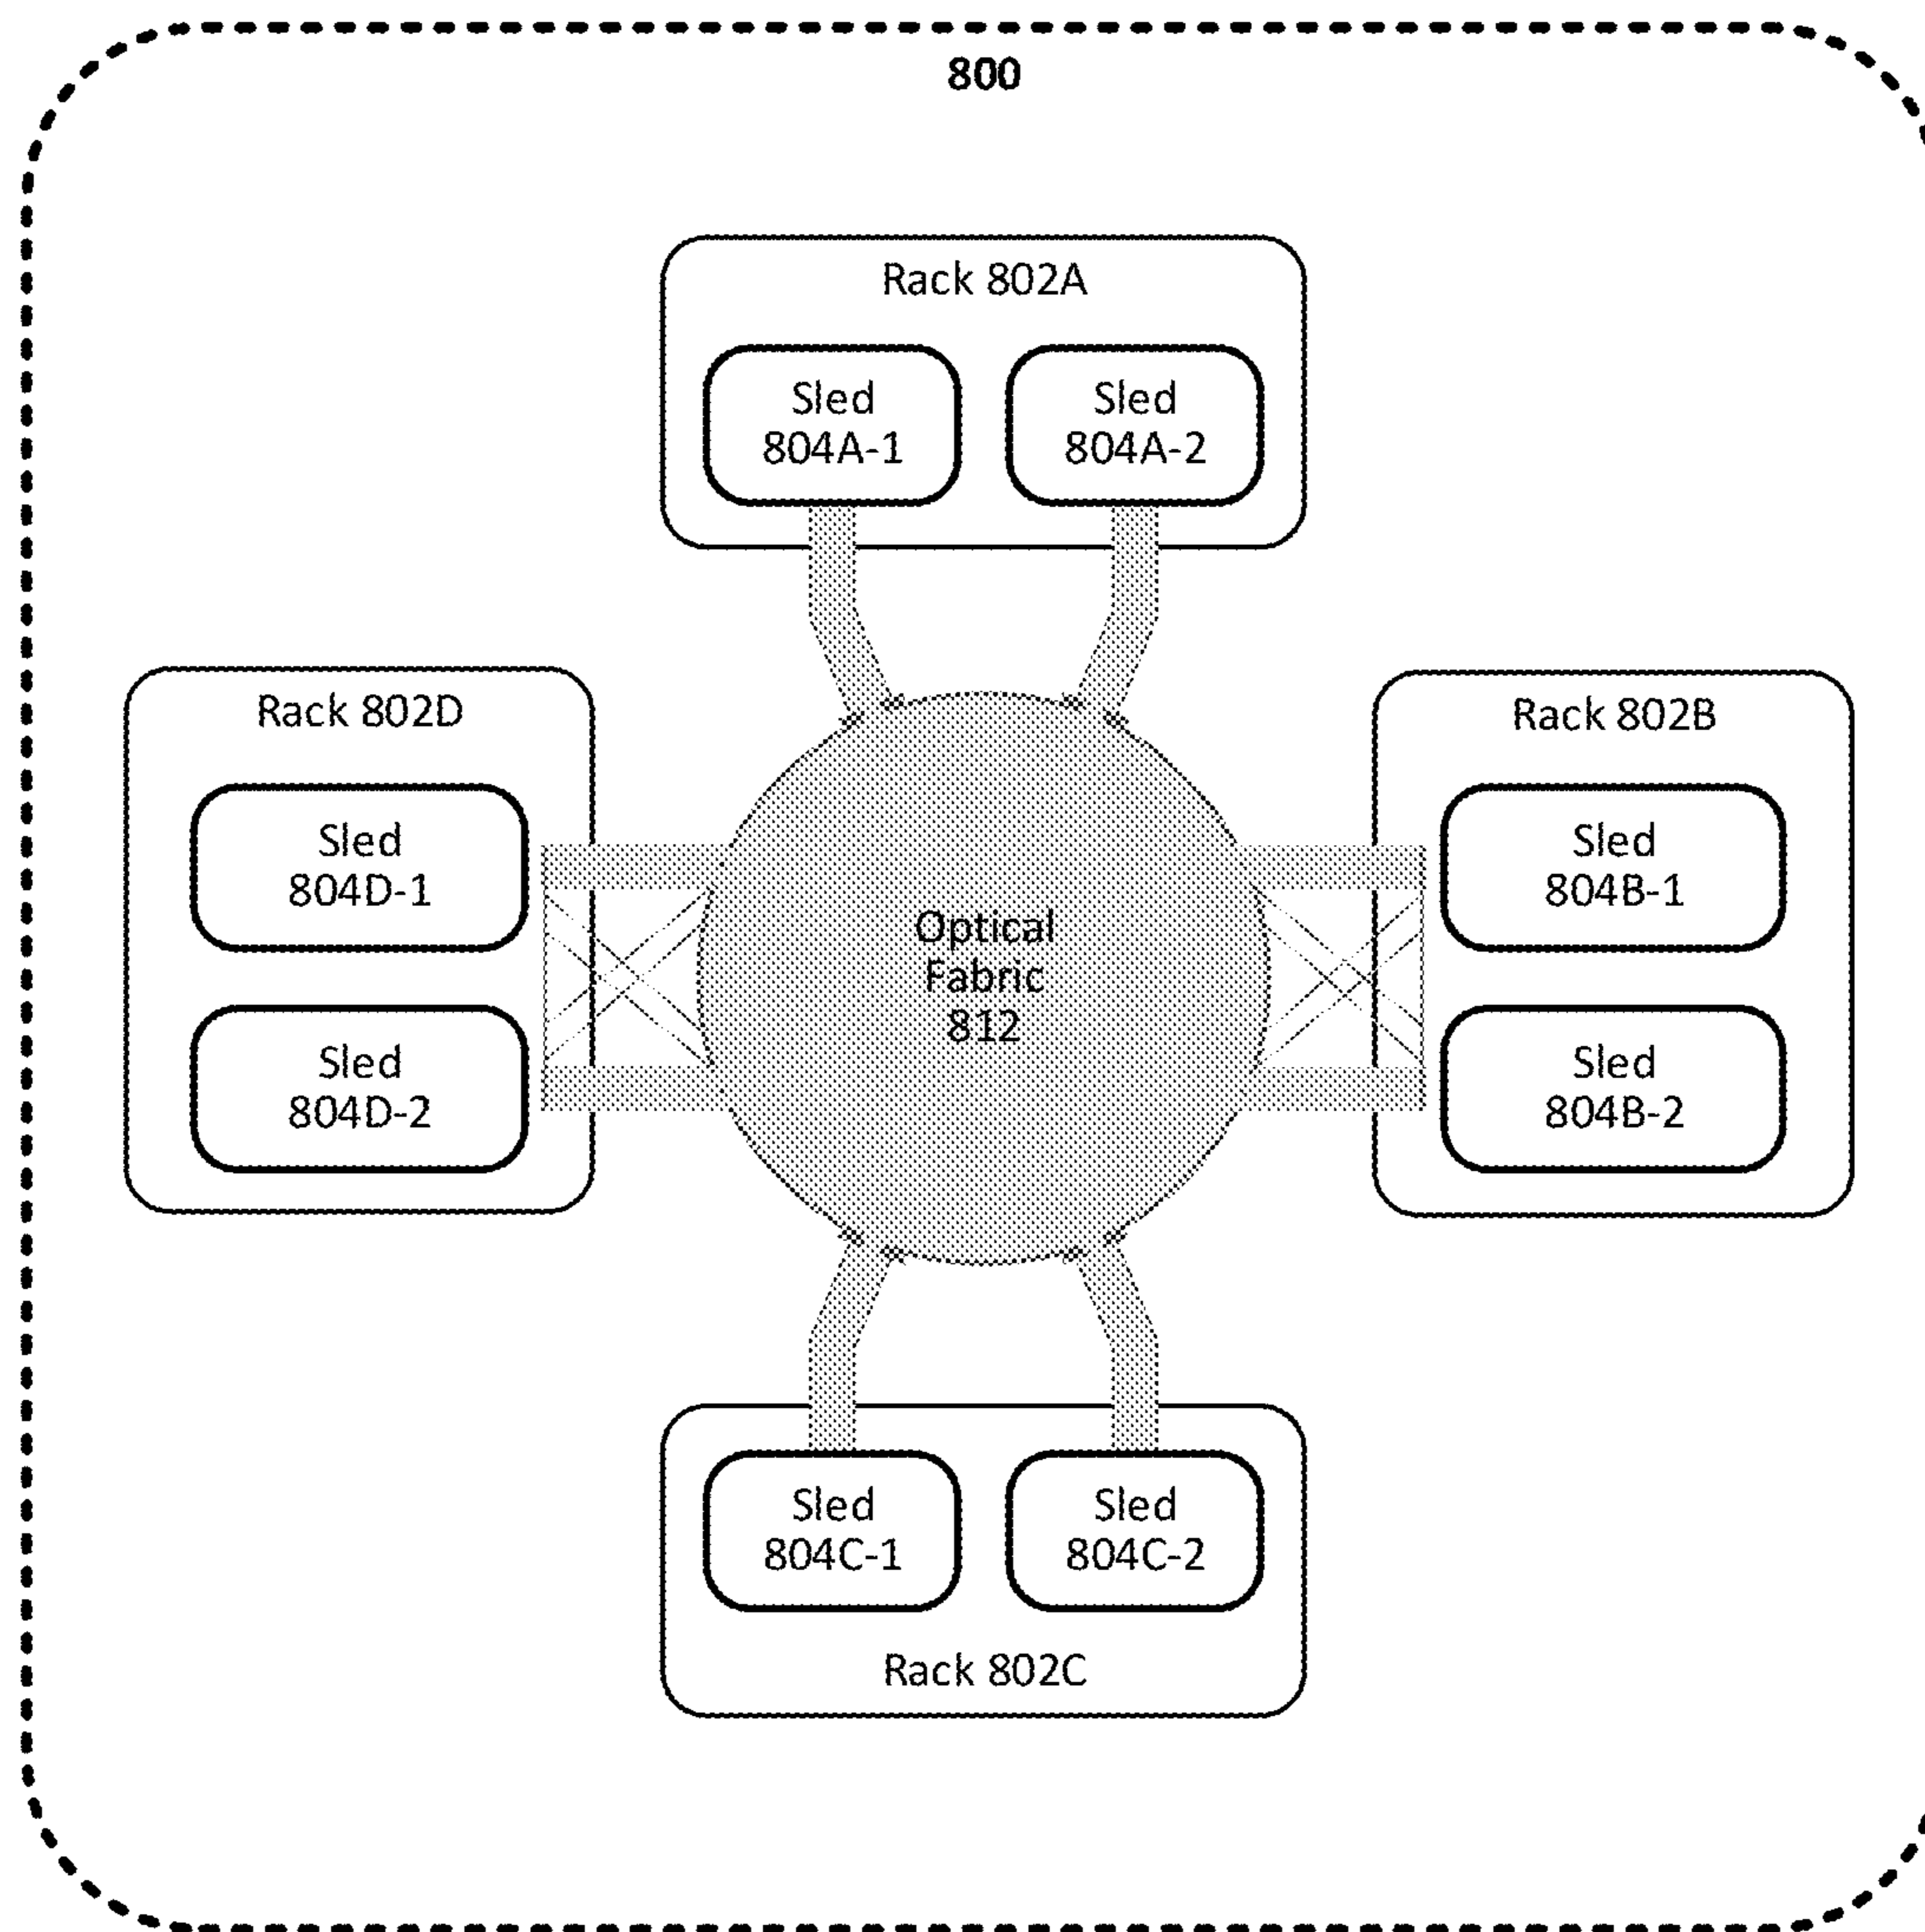 800
Rack 802A
Sled
804A-1
Sled
804A-2
Rack 802D
Sled
804D-1
Sled
804D-2
Optical
Fabric
812
Rack 802B
Sled
804B-1
Sled
804B-2
Sled
804C-1
Sled
804C-2
Rack 802C